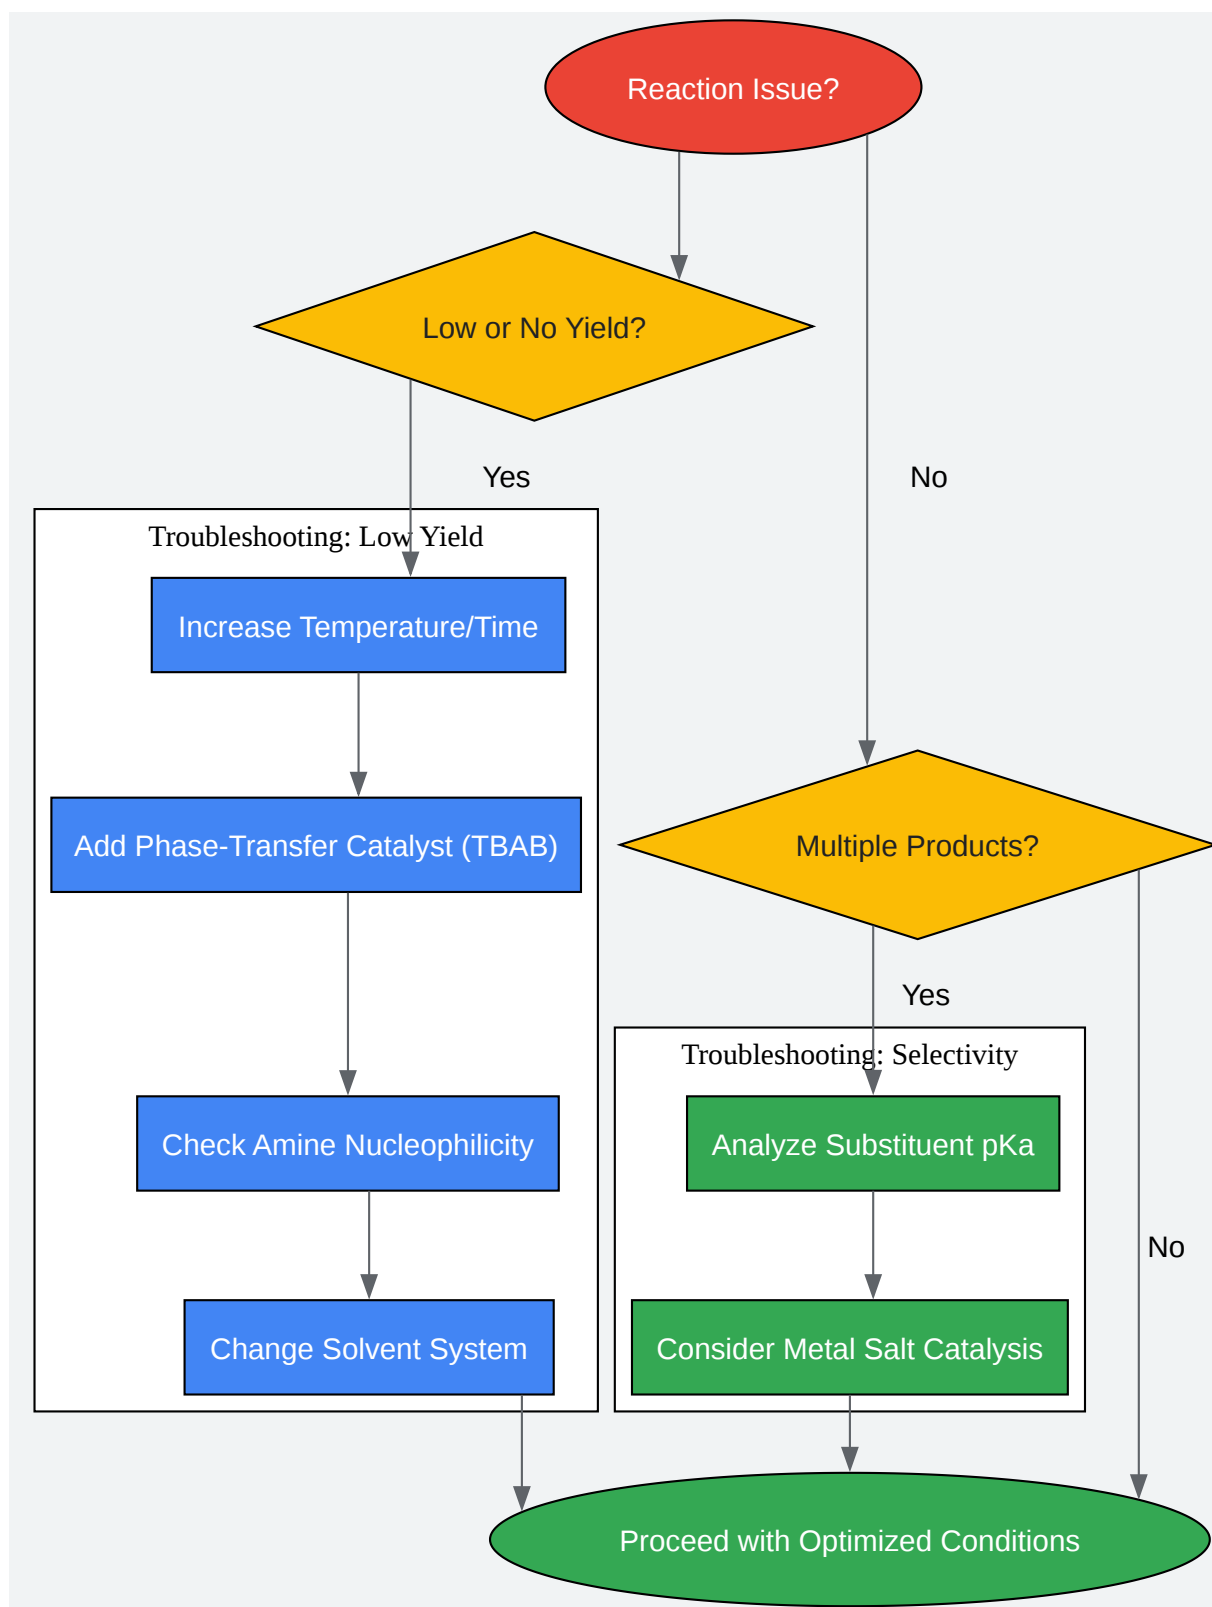 Reaction Issue?
Low or No Yield?
Yes
No
Troubleshooting: Low Yield
Increase Temperature/Time
Add Phase-Transfer Catalyst (TBAB)
Multiple Products?
Yes
Troubleshooting: Selectivity
Check Amine Nucleophilicity
Analyze Substituent pKa
No
Change Solvent System
Consider Metal Salt Catalysis
Proceed with Optimized Conditions